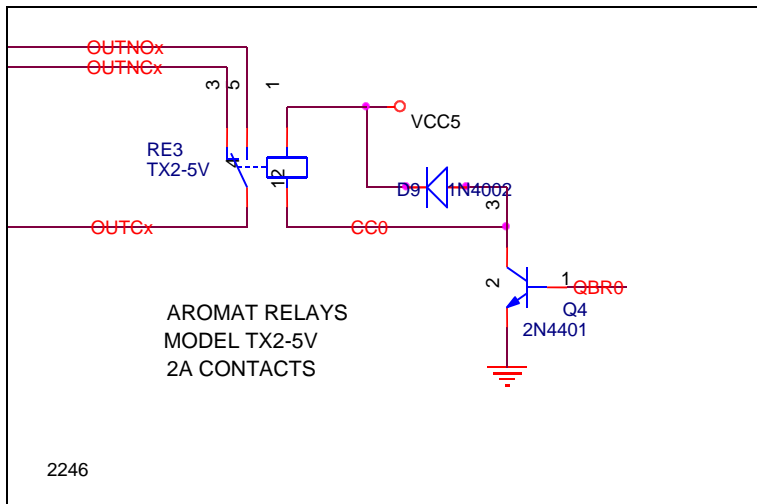 OUTNOx
OUTNCx
3 5 1
VCC5
RE3
TX2-5V
4
12
D9 1N4002
3
OUTCx
CC0
2
1
QBR0
Q4
2N4401
AROMAT RELAYS
MODEL TX2-5V
2A CONTACTS
2246